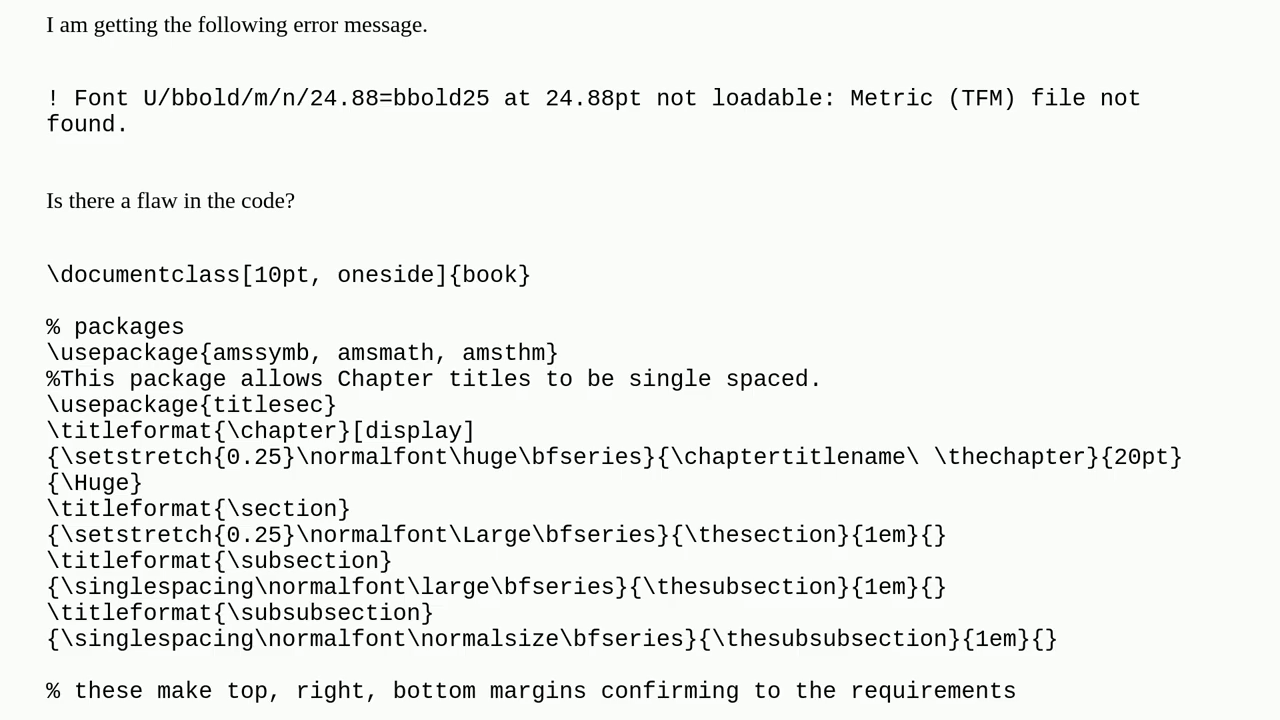 I am getting the following error message.
! Font U/bbold/m/n/24.88=bbold25 at 24.88pt not loadable: Metric (TFM) file not
found.
Is there a flaw in the code?
\documentclass[10pt, oneside]{book}
% packages
\usepackage{amssymb, amsmath, amsthm}
%This package allows Chapter titles to be single spaced.
\usepackage{titlesec}
\titleformat{\chapter}[display]
{\setstretch{0.25}\normalfont\huge\bfseries}{\chaptertitlename\ \thechapter}{20pt}
{\Huge}
\titleformat{\section}
{\setstretch{0.25}\normalfont\Large\bfseries}{\thesection}{1em}{}
\titleformat{\subsection}
{\singlespacing\normalfont\large\bfseries}{\thesubsection}{1em}{}
\titleformat{\subsubsection}
{\singlespacing\normalfont\normalsize\bfseries}{\thesubsubsection}{1em}{}
% these make top, right, bottom margins confirming to the requirements